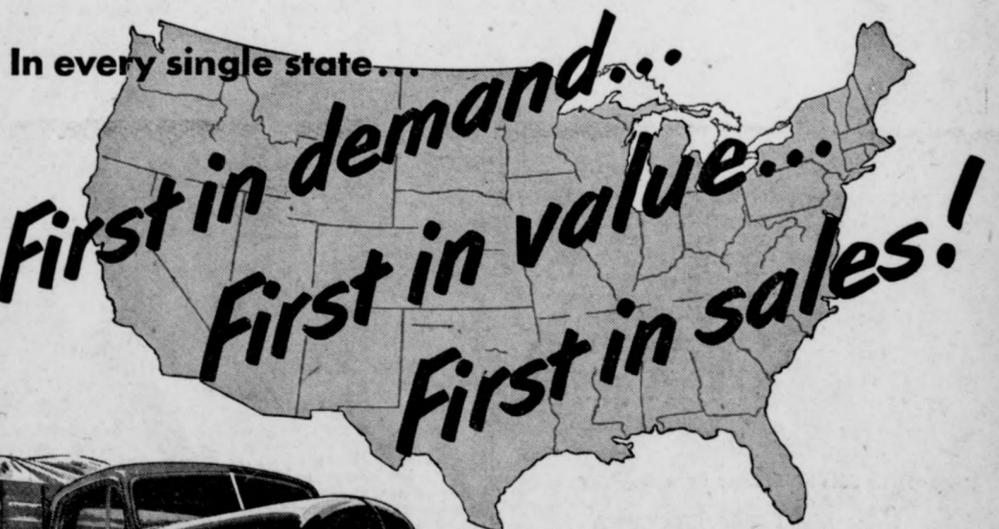 In every single state...
First in demand...
First in value...
First in sales!